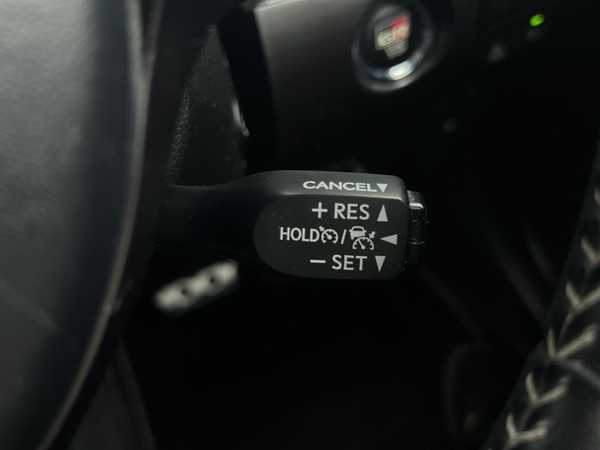 CANCEL▼
+ RES ▲
HOLD / ◀
− SET ▼